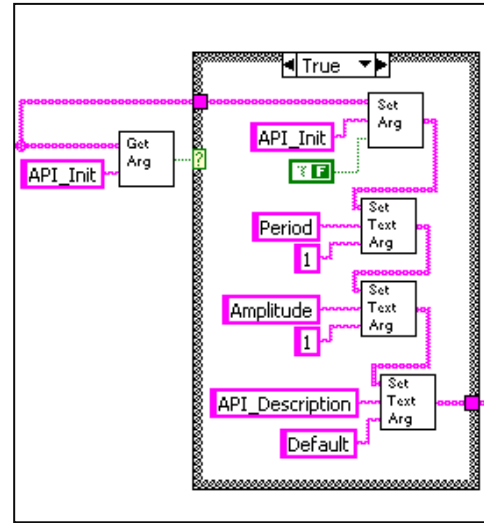 True
Get
Arg
API_Init
?
Set
Arg
API_Init
F
Set
Text
Arg
Period
1
Set
Text
Arg
Amplitude
1
Set
Text
Arg
API_Description
Default